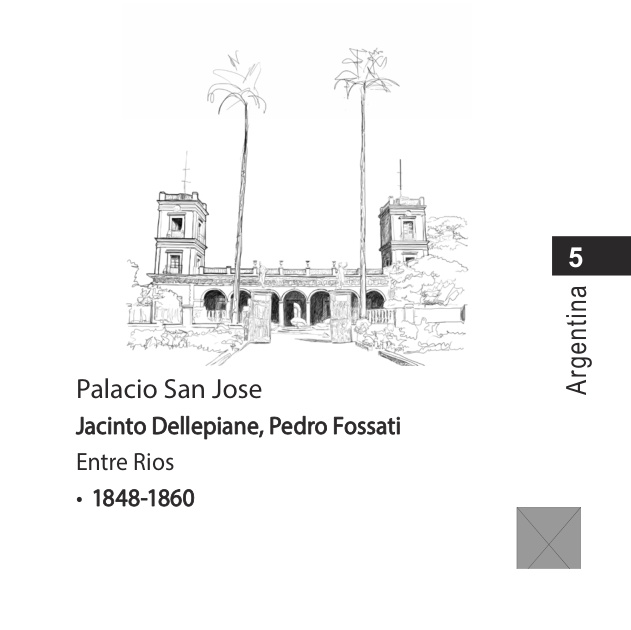 5
Argentina
Palacio San Jose
Jacinto Dellepiane, Pedro Fossati
Entre Rios
• 1848-1860